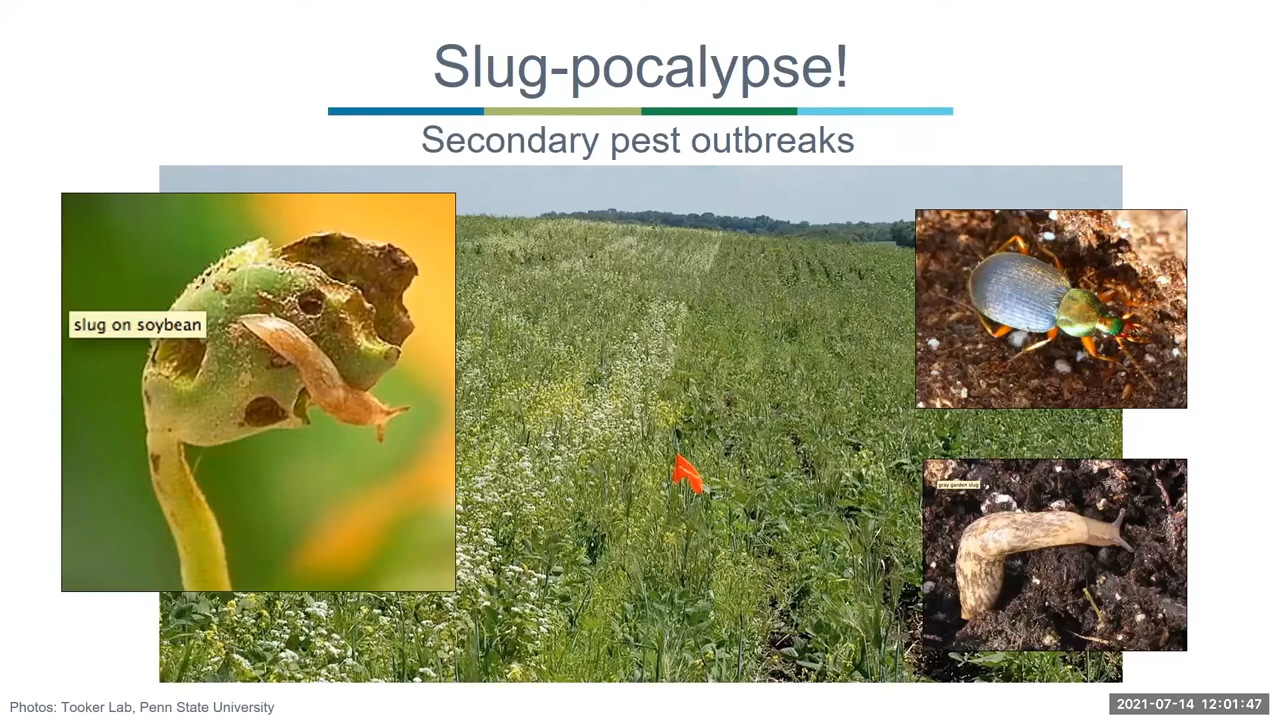 Slug-pocalypse!
Secondary pest outbreaks
slug on soybean
gray garden slug
Photos: Tooker Lab, Penn State University
2021-07-14 12:01:47